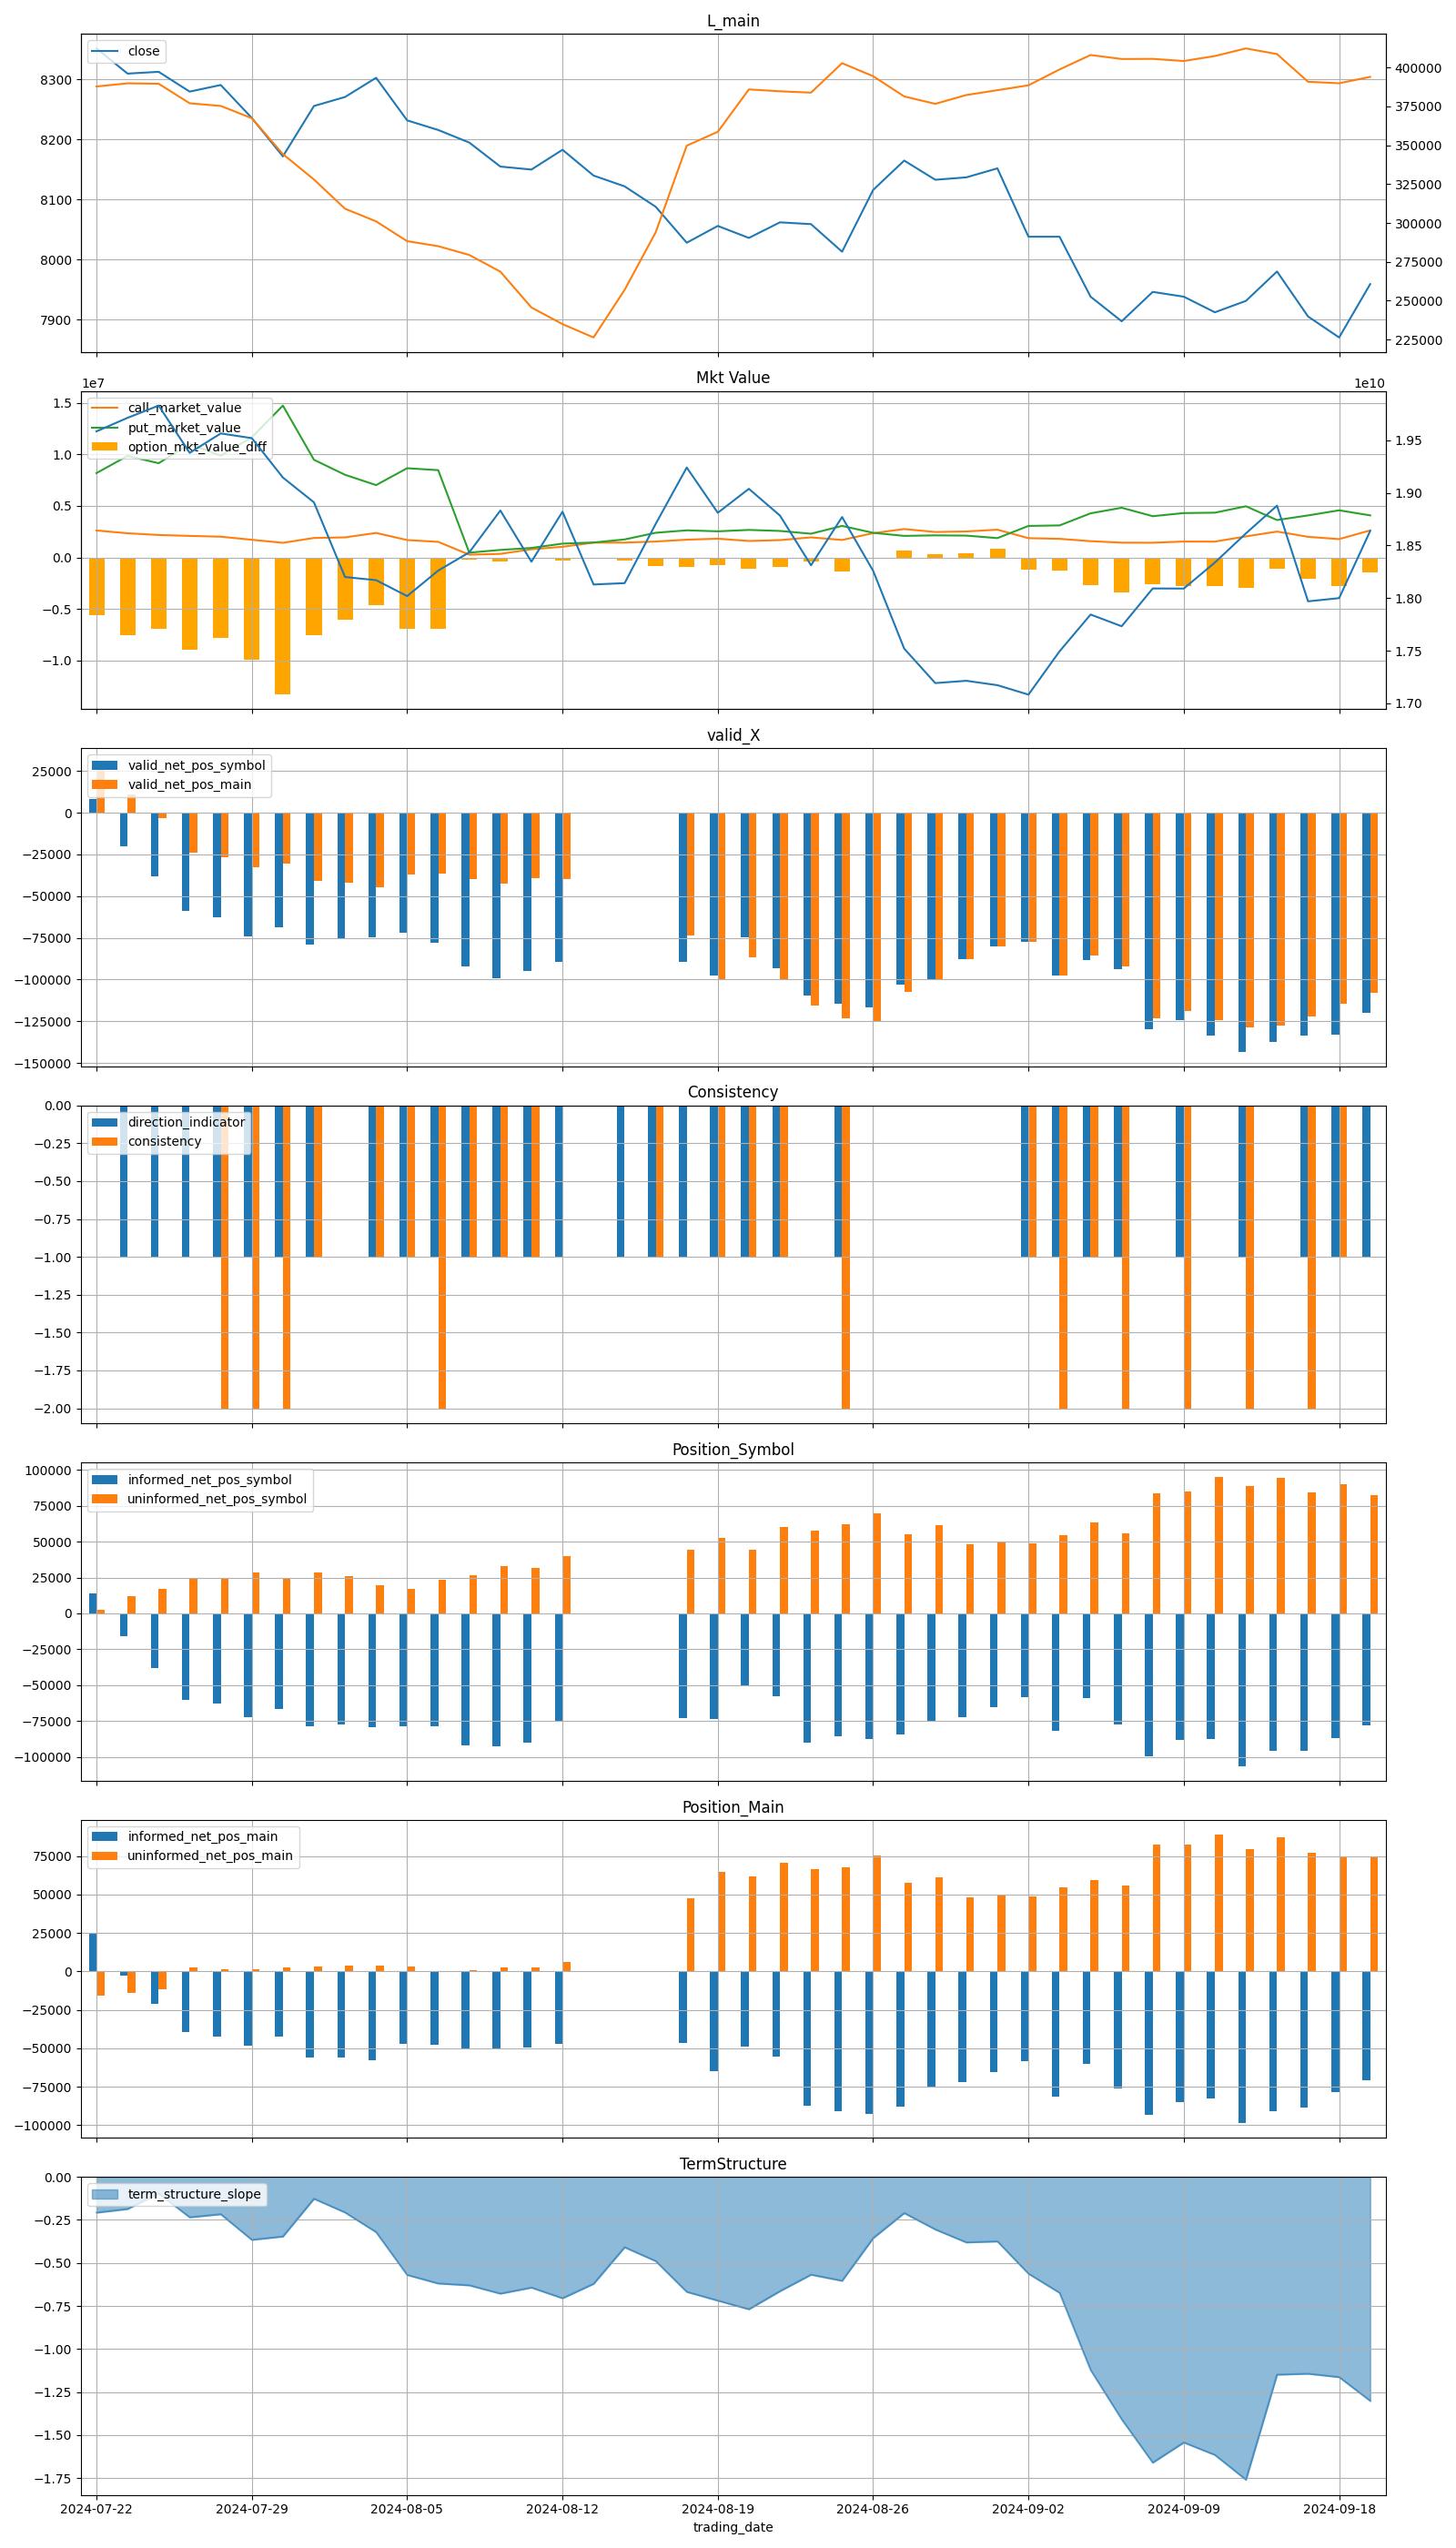 L_main
close
8300
8200
8100
8000
7900
400000
375000
350000
325000
300000
275000
250000
225000
Mkt Value
1e7
1e10
call_market_value
put_market_value
option_mkt_value_diff
1.5
1.0
0.5
0.0
−0.5
−1.0
1.95
1.90
1.85
1.80
1.75
1.70
valid_X
valid_net_pos_symbol
valid_net_pos_main
25000
0
−25000
−50000
−75000
−100000
−125000
−150000
Consistency
direction_indicator
consistency
0.00
−0.25
−0.50
−0.75
−1.00
−1.25
−1.50
−1.75
−2.00
Position_Symbol
informed_net_pos_symbol
uninformed_net_pos_symbol
100000
75000
50000
25000
0
−25000
−50000
−75000
−100000
Position_Main
informed_net_pos_main
uninformed_net_pos_main
75000
50000
25000
0
−25000
−50000
−75000
−100000
TermStructure
term_structure_slope
0.00
−0.25
−0.50
−0.75
−1.00
−1.25
−1.50
−1.75
2024-07-22 2024-07-29 2024-08-05 2024-08-12 2024-08-19 2024-08-26 2024-09-02 2024-09-09 2024-09-18
trading_date